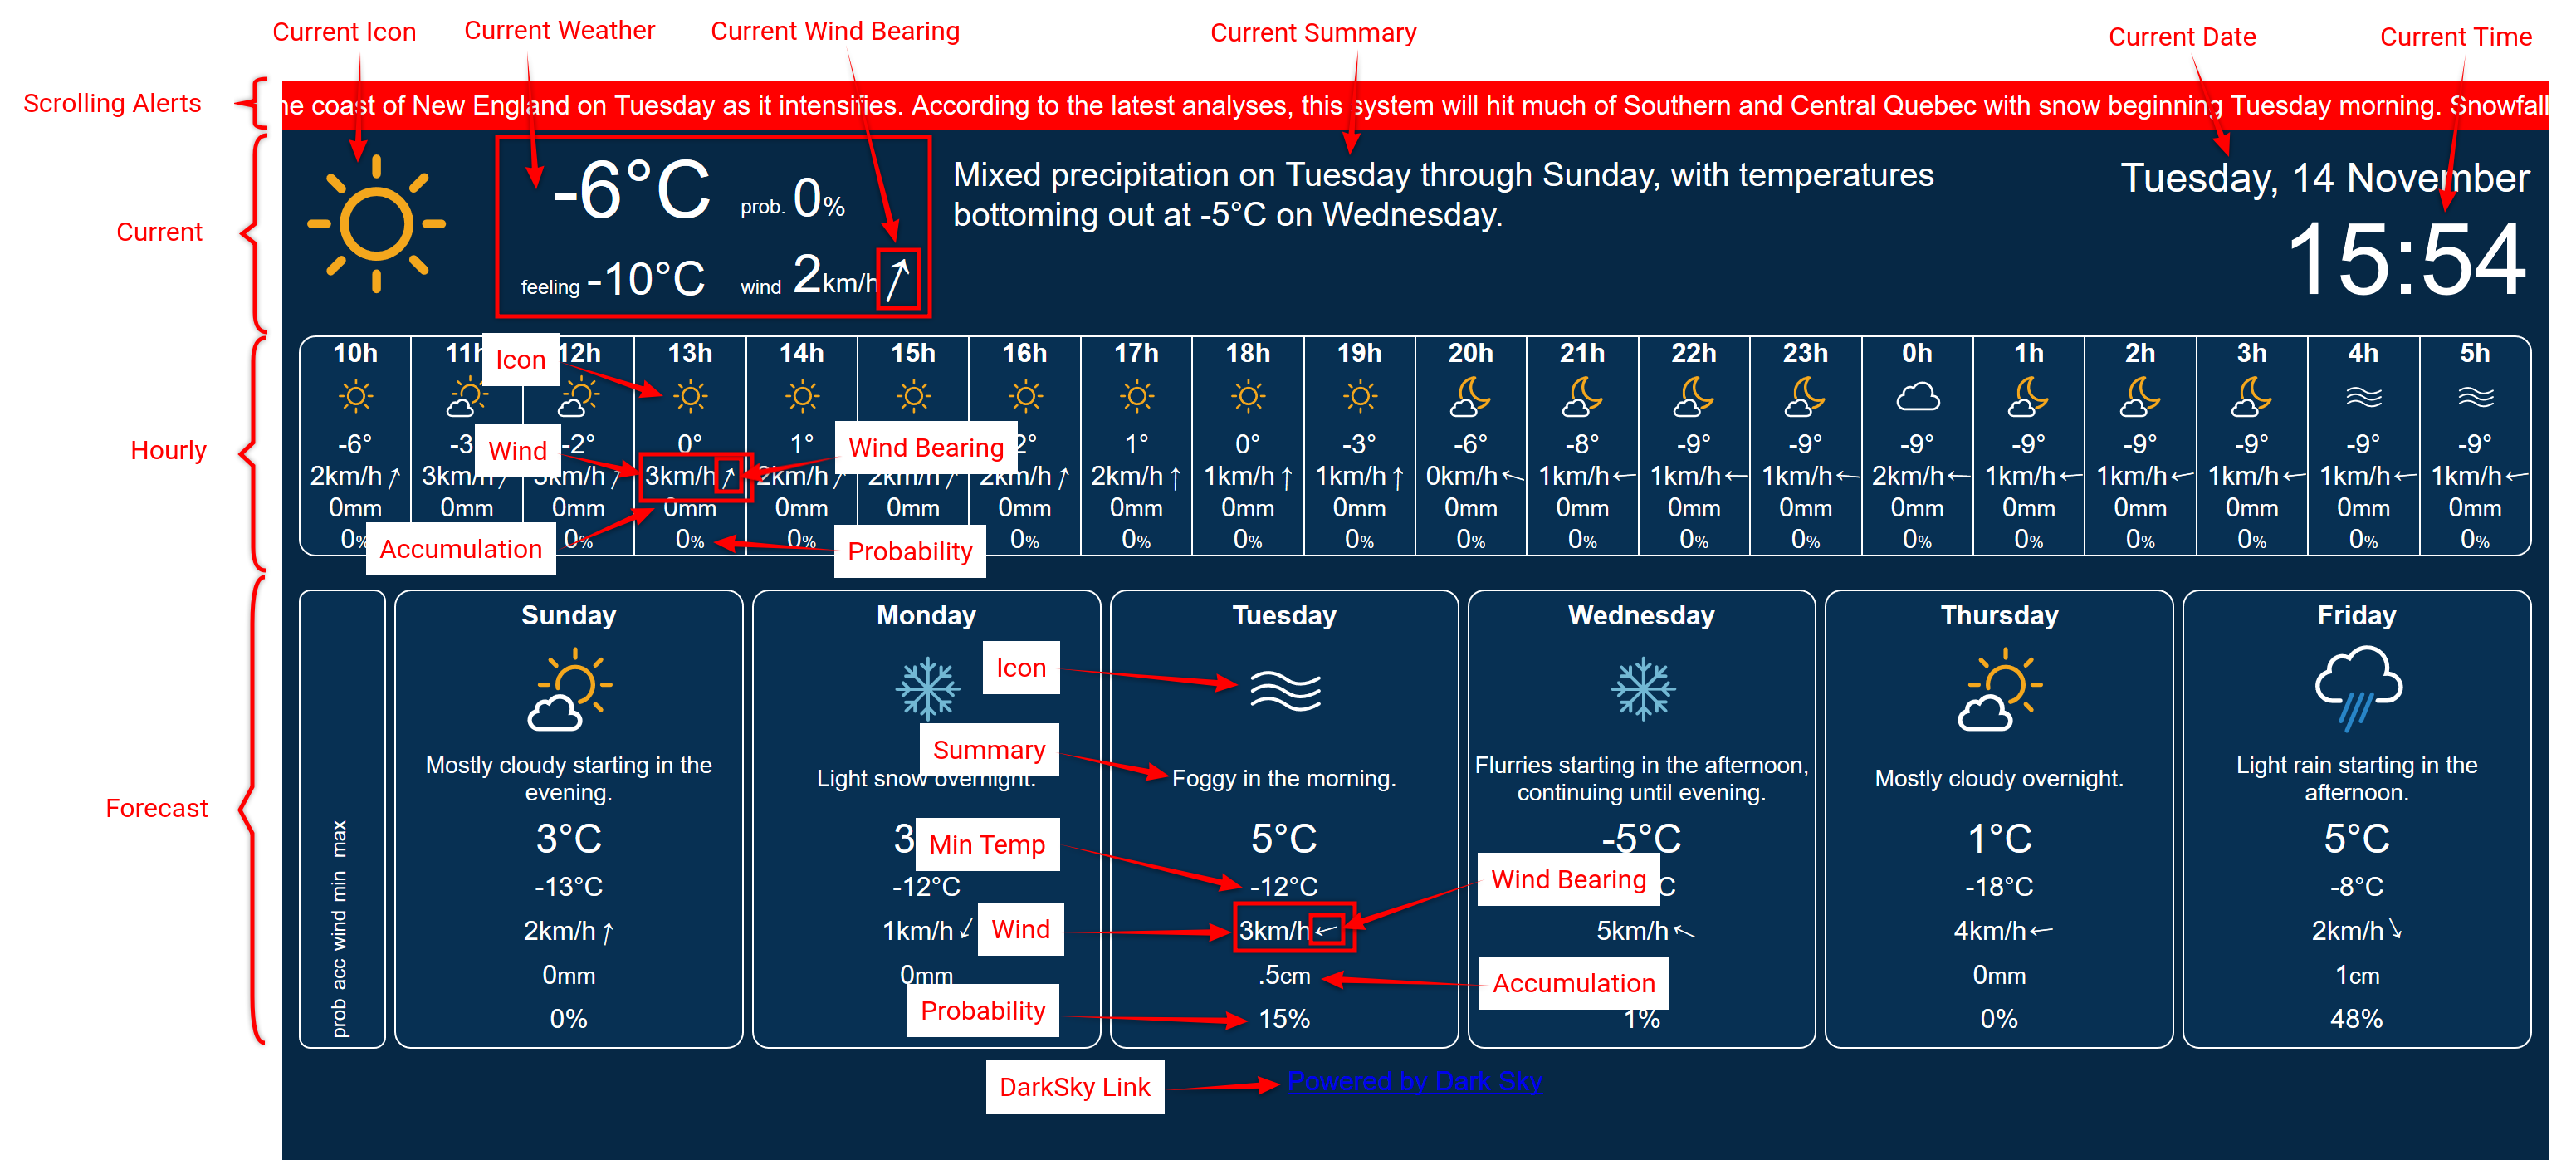 Current Icon
Current Weather
Current Wind Bearing
Current Summary
Current Date
Current Time
Scrolling Alerts
coast of New England on Tuesday as it intensifies. According to the latest analyses, this system will hit much of Southern and Central Quebec with snow beginning Tuesday morning. Snowfall
Current
-6°C
prob. 0%
feeling -10°C
wind 2km/h
Mixed precipitation on Tuesday through Sunday, with temperatures
bottoming out at -5°C on Wednesday.
Tuesday, 14 November
15:54
Hourly
10h 11h 12h 13h 14h 15h 16h 17h 18h 19h 20h 21h 22h 23h 0h 1h 2h 3h 4h 5h
Icon
-6° -3 -2° 0° 1° 2° 1° 0° -3° -6° -8° -9° -9° -9° -9° -9° -9° -9° -9°
Wind
Wind Bearing
2km/h 3km/h 3km/h 3km/h 2km/h 2km/h 2km/h 2km/h 1km/h 1km/h 0km/h 1km/h 1km/h 1km/h 2km/h 1km/h 1km/h 1km/h 1km/h 1km/h
0mm 0mm 0mm 0mm 0mm 0mm 0mm 0mm 0mm 0mm 0mm 0mm 0mm 0mm 0mm 0mm 0mm 0mm 0mm 0mm
0% 0% 0% 0% 0% 0% 0% 0% 0% 0% 0% 0% 0% 0% 0% 0% 0% 0%
Accumulation
Probability
Forecast
prob acc wind min max
Sunday
Mostly cloudy starting in the
evening.
3°C
-13°C
2km/h
0mm
0%
Monday
Light snow overnight.
3
-12°C
1km/h
0mm
Icon
Summary
Min Temp
Wind
Probability
Tuesday
Foggy in the morning.
5°C
-12°C
3km/h
.5cm
15%
Wednesday
Flurries starting in the afternoon,
continuing until evening.
-5°C
Wind Bearing
C
5km/h
Accumulation
1%
Thursday
Mostly cloudy overnight.
1°C
-18°C
4km/h
0mm
0%
Friday
Light rain starting in the
afternoon.
5°C
-8°C
2km/h
1cm
48%
DarkSky Link
Powered by Dark Sky